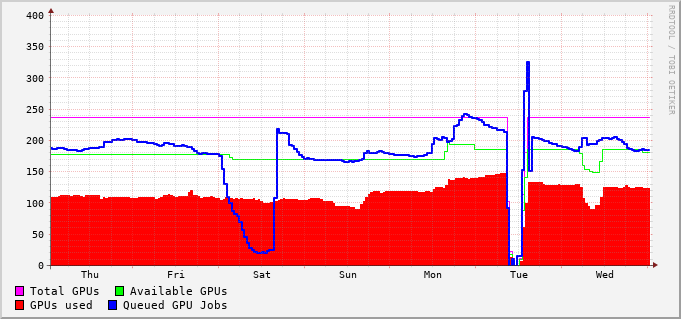 400
350
300
250
200
150
100
50
0
Thu Fri Sat Sun Mon Tue Wed
RRDTOOL / TOBI OETIKER
Total GPUs Available GPUs
GPUs used Queued GPU Jobs